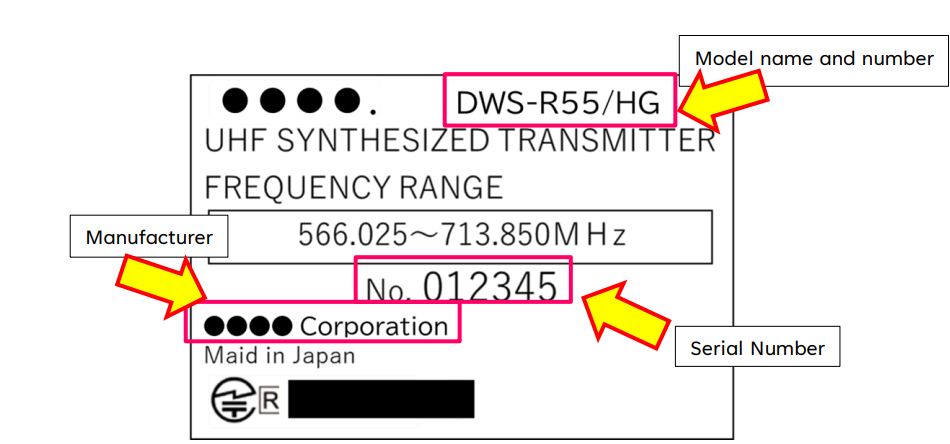 Model name and number
●●●●. DWS-R55/HG
UHF SYNTHESIZED TRANSMITTER
FREQUENCY RANGE
566.025～713.850MHz
Manufacturer
No. 012345
●●●● Corporation
Serial Number
Maid in Japan
R